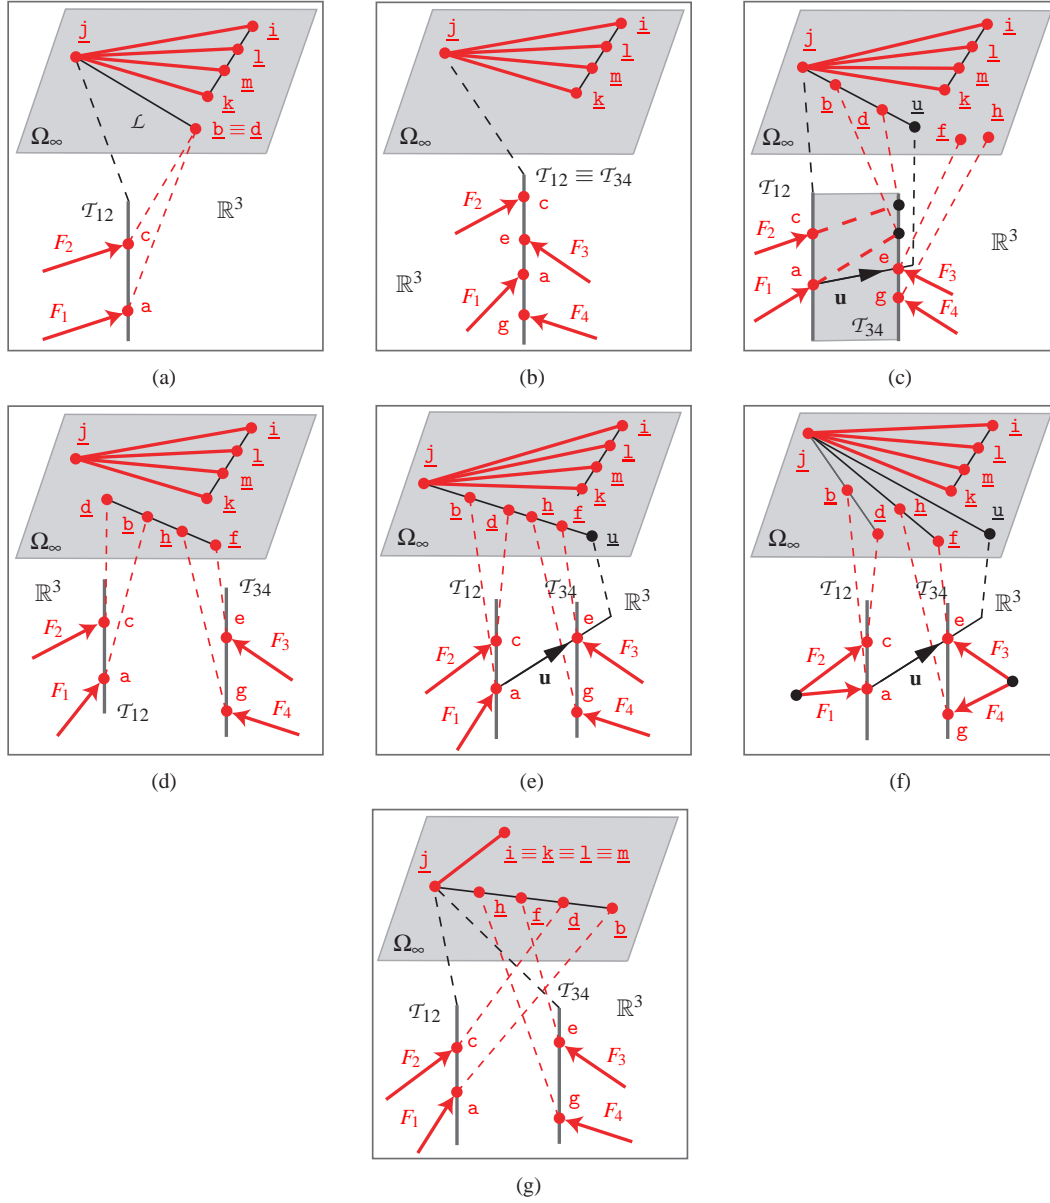 j i l m k
ℒ b ≡ d
Ω∞
𝒯12 ℝ³
F2 c
F1 a
(a)
j i l m k
Ω∞
𝒯12 ≡ 𝒯34
F2 c
e F3
ℝ³ a
F1 g F4
(b)
j i l m k
b d u h f
Ω∞
𝒯12
c F2 ℝ³
a e F3
F1 u g F4
𝒯34
(c)
j i l m k
d b h f
Ω∞
ℝ³ 𝒯34
F2 c e F3
F1 a g F4
𝒯12
(d)
j i l m k
b d h f u
Ω∞
𝒯12 𝒯34 ℝ³
F2 c e F3
a u
F1 g F4
(e)
j i l m k
b d h f u
Ω∞
𝒯12 𝒯34 ℝ³
F2 c e F3
F1 a u F4
g
(f)
j i ≡ k ≡ l ≡ m
h f d b
Ω∞
𝒯12 𝒯34 ℝ³
F2 c e F3
F1 a g F4
(g)